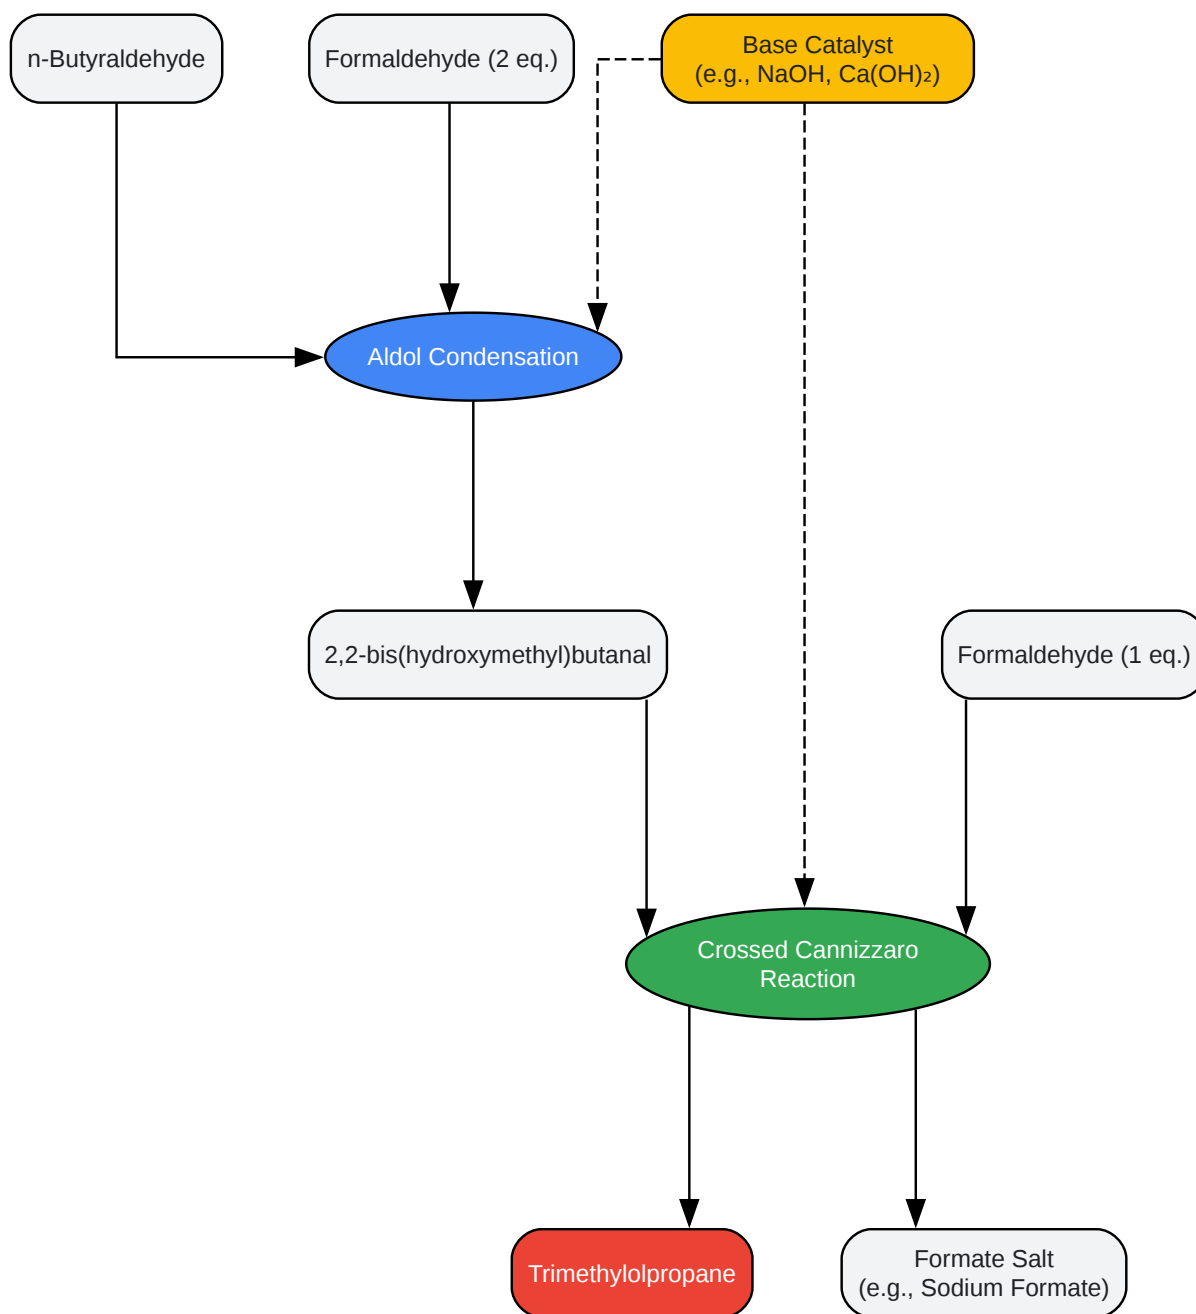 n-Butyraldehyde
Formaldehyde (2 eq.)
Base Catalyst
(e.g., NaOH, Ca(OH)₂)
Aldol Condensation
2,2-bis(hydroxymethyl)butanal
Formaldehyde (1 eq.)
Crossed Cannizzaro
Reaction
Trimethylolpropane
Formate Salt
(e.g., Sodium Formate)